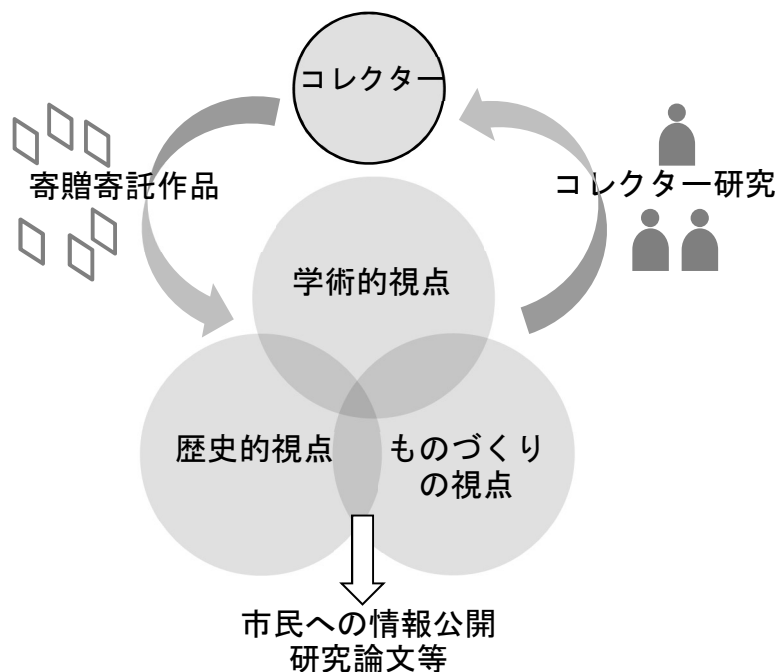 コレクター
寄贈寄託作品
コレクター研究
学術的視点
歴史的視点
ものづくり
の視点
市民への情報公開
研究論文等